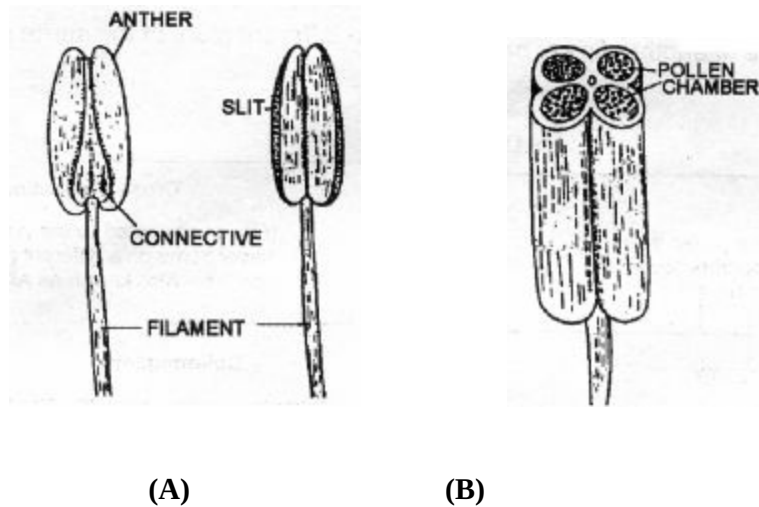 ANTHER
SLIT
CONNECTIVE
FILAMENT
POLLEN
CHAMBER
(A) (B)